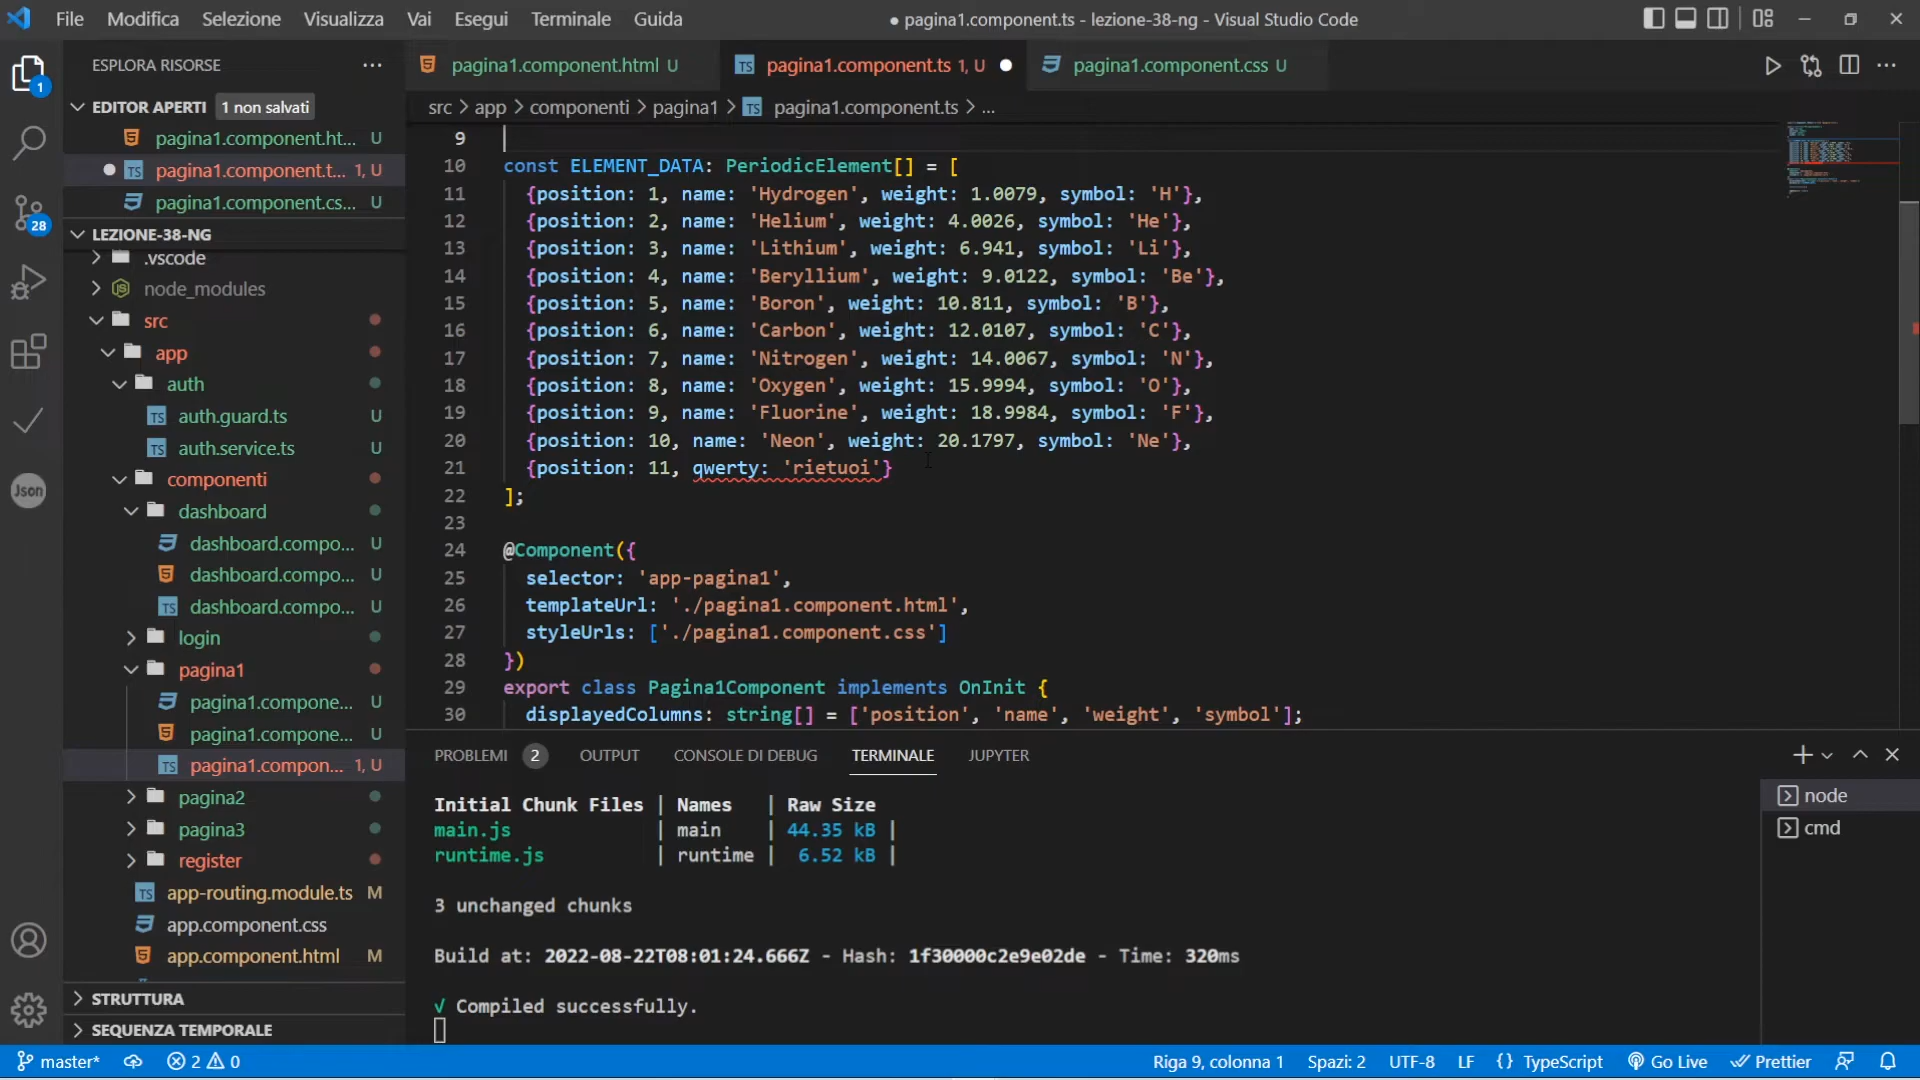 File Modifica Selezione Visualizza Vai Esegui Terminale Guida
● pagina1.component.ts - lezione-38-ng - Visual Studio Code
ESPLORA RISORSE ···
EDITOR APERTI 1 non salvati
pagina1.component.ht... U
pagina1.component.t... 1, U
pagina1.component.cs... U
LEZIONE-38-NG
.vscode
node_modules
src
app
auth
auth.guard.ts U
auth.service.ts U
componenti
dashboard
dashboard.compo... U
dashboard.compo... U
dashboard.compo... U
login
pagina1
pagina1.compone... U
pagina1.compone... U
pagina1.compon... 1, U
pagina2
pagina3
register
app-routing.module.ts M
app.component.css
app.component.html M
STRUTTURA
SEQUENZA TEMPORALE
1
28
Json
pagina1.component.html U
TS pagina1.component.ts 1, U
pagina1.component.css U
src > app > componenti > pagina1 > TS pagina1.component.ts > ...
9
10 const ELEMENT_DATA: PeriodicElement[] = [
11 {position: 1, name: 'Hydrogen', weight: 1.0079, symbol: 'H'},
12 {position: 2, name: 'Helium', weight: 4.0026, symbol: 'He'},
13 {position: 3, name: 'Lithium', weight: 6.941, symbol: 'Li'},
14 {position: 4, name: 'Beryllium', weight: 9.0122, symbol: 'Be'},
15 {position: 5, name: 'Boron', weight: 10.811, symbol: 'B'},
16 {position: 6, name: 'Carbon', weight: 12.0107, symbol: 'C'},
17 {position: 7, name: 'Nitrogen', weight: 14.0067, symbol: 'N'},
18 {position: 8, name: 'Oxygen', weight: 15.9994, symbol: 'O'},
19 {position: 9, name: 'Fluorine', weight: 18.9984, symbol: 'F'},
20 {position: 10, name: 'Neon', weight: 20.1797, symbol: 'Ne'},
21 {position: 11, qwerty: 'rietuoi'}
22 ];
23
24 @Component({
25 selector: 'app-pagina1',
26 templateUrl: './pagina1.component.html',
27 styleUrls: ['./pagina1.component.css']
28 })
29 export class Pagina1Component implements OnInit {
30 displayedColumns: string[] = ['position', 'name', 'weight', 'symbol'];
PROBLEMI 2 OUTPUT CONSOLE DI DEBUG TERMINALE JUPYTER
Initial Chunk Files | Names | Raw Size
main.js | main | 44.35 kB |
runtime.js | runtime | 6.52 kB |
3 unchanged chunks
Build at: 2022-08-22T08:01:24.666Z - Hash: 1f30000c2e9e02de - Time: 320ms
√ Compiled successfully.
node
cmd
master* 2 0
Riga 9, colonna 1 Spazi: 2 UTF-8 LF {} TypeScript Go Live Prettier